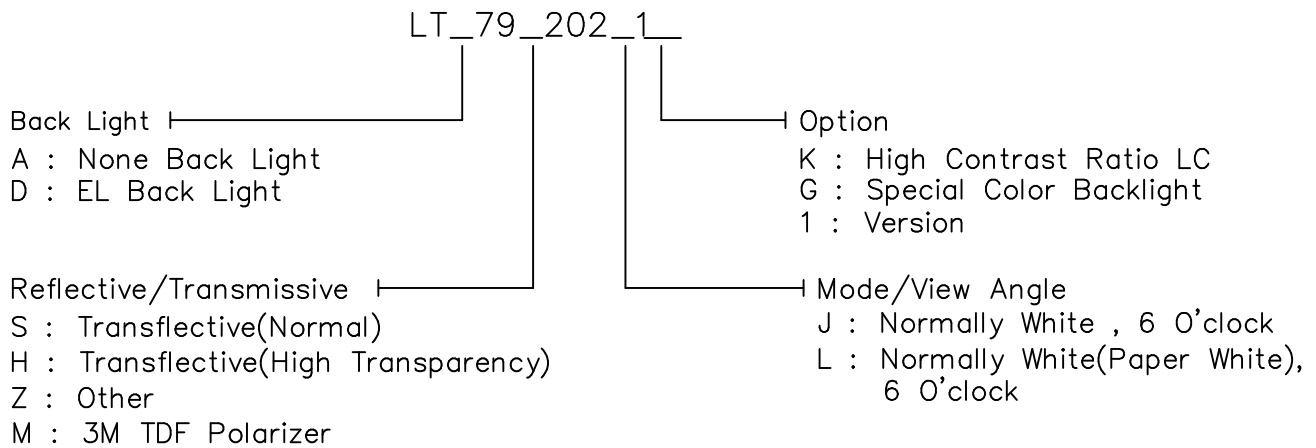 LT_79_202_1_
Back Light
A : None Back Light
D : EL Back Light
Reflective/Transmissive
S : Transflective(Normal)
H : Transflective(High Transparency)
Z : Other
M : 3M TDF Polarizer
Option
K : High Contrast Ratio LC
G : Special Color Backlight
1 : Version
Mode/View Angle
J : Normally White , 6 O'clock
L : Normally White(Paper White),
6 O'clock